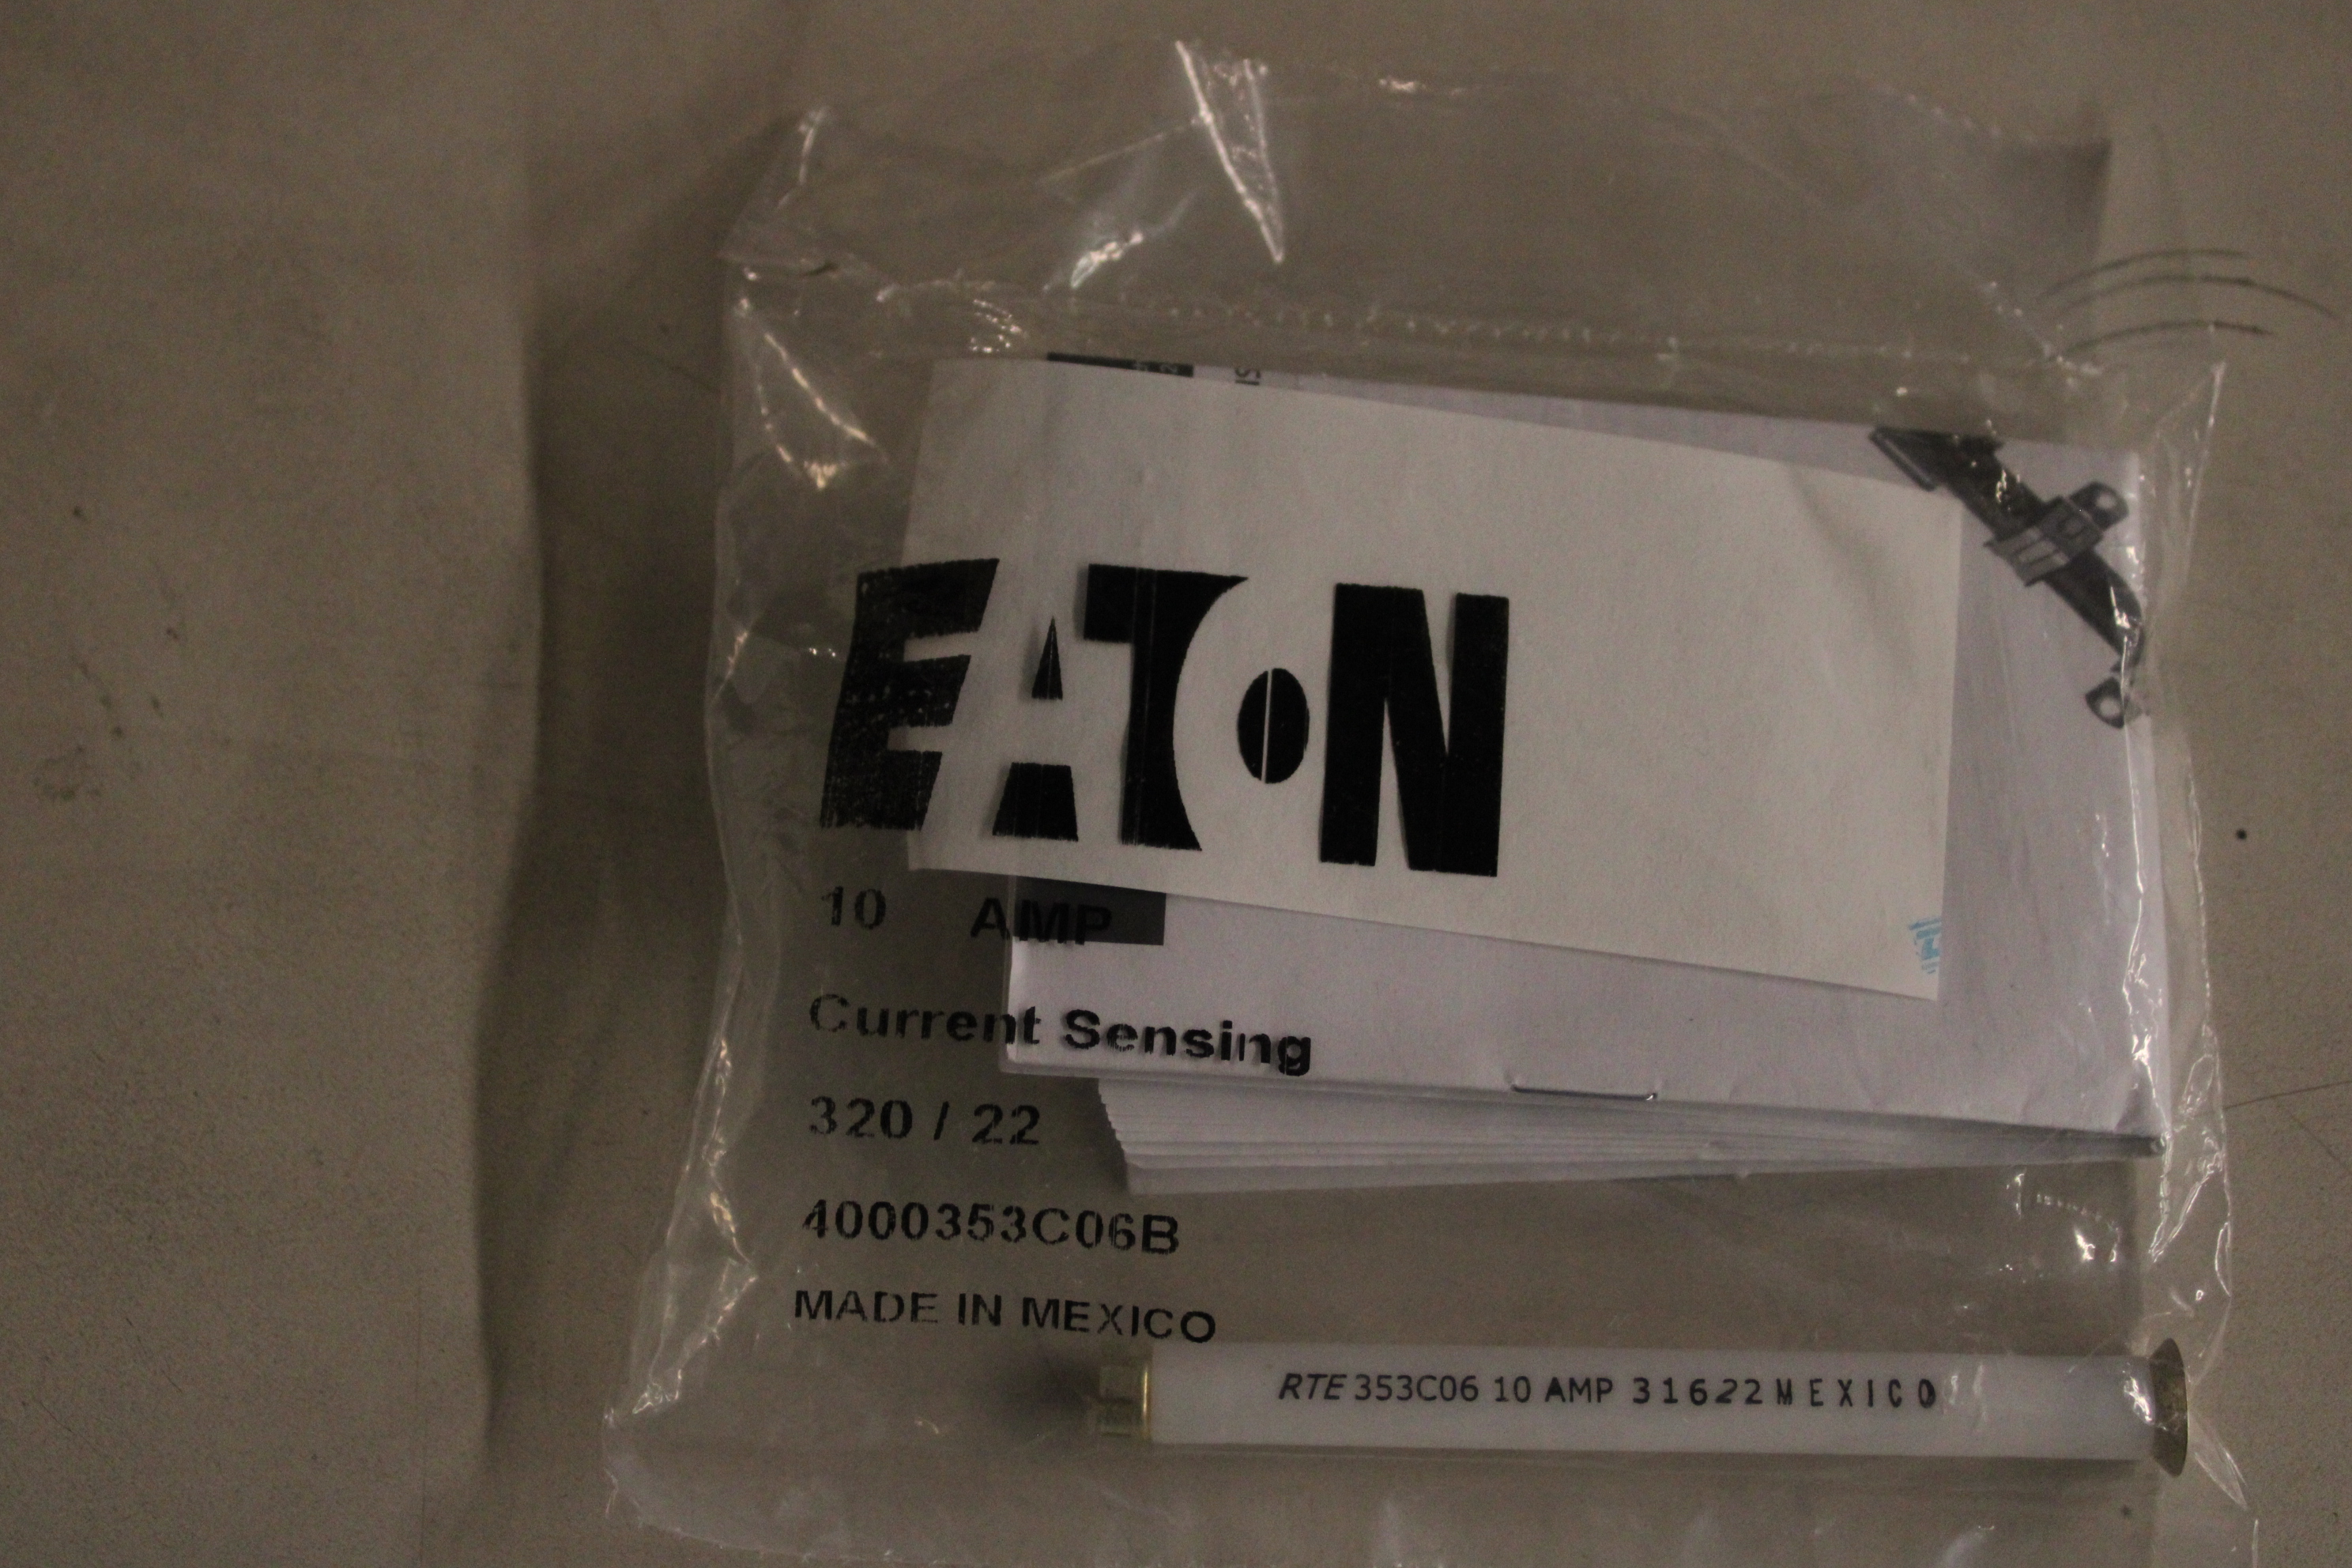 EATON
10 AMP
Current Sensing
320 / 22
4000353C06B
MADE IN MEXICO
RTE 353C06 10 AMP 31622 MEXICO